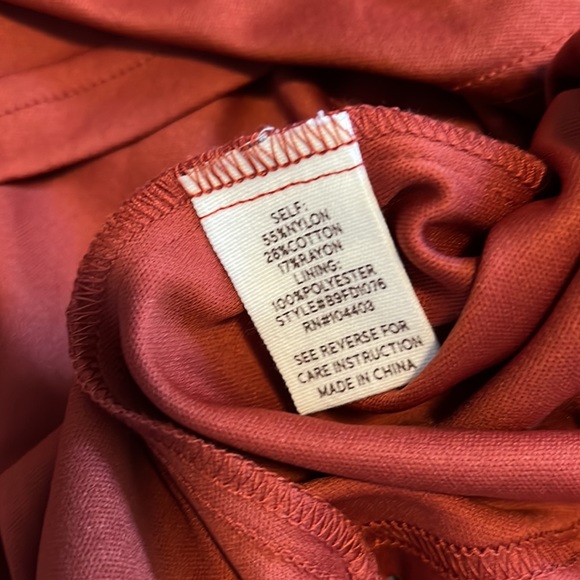 SELF:
55%NYLON
28%COTTON
17%RAYON
LINING:
100%POLYESTER
STYLE#B9FD1076
RN#104403
SEE REVERSE FOR
CARE INSTRUCTION
MADE IN CHINA